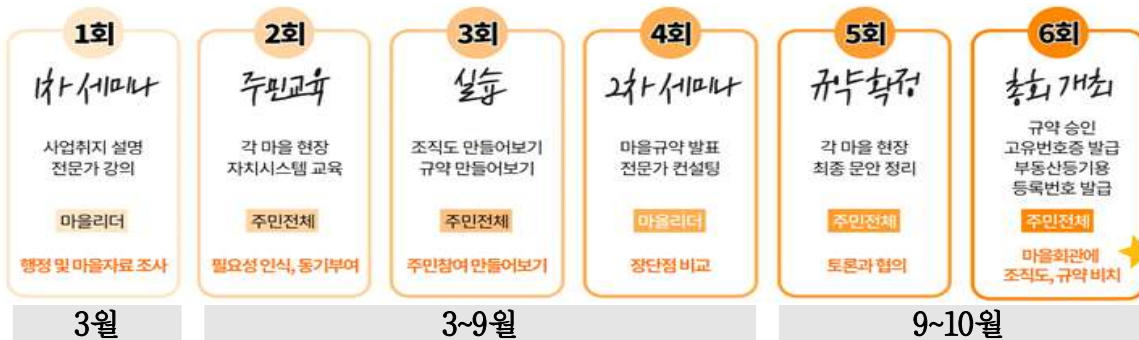 1회
1차 세미나
사업취지 설명
전문가 강의
마을리더
행정 및 마을자료 조사
2회
주민교육
각 마을 현장
자치시스템 교육
주민전체
필요성 인식, 동기부여
3회
실습
조직도 만들어보기
규약 만들어보기
주민전체
주민참여 만들어보기
4회
2차 세미나
마을규약 발표
전문가 컨설팅
마을리더
장단점 비교
5회
규약 확정
각 마을 현장
최종 문안 정리
주민전체
토론과 협의
6회
총회 개최
규약 승인
고유번호증 발급
부동산등기용
등록번호 발급
주민전체
마을회관에
조직도, 규약 비치
3월
3~9월
9~10월